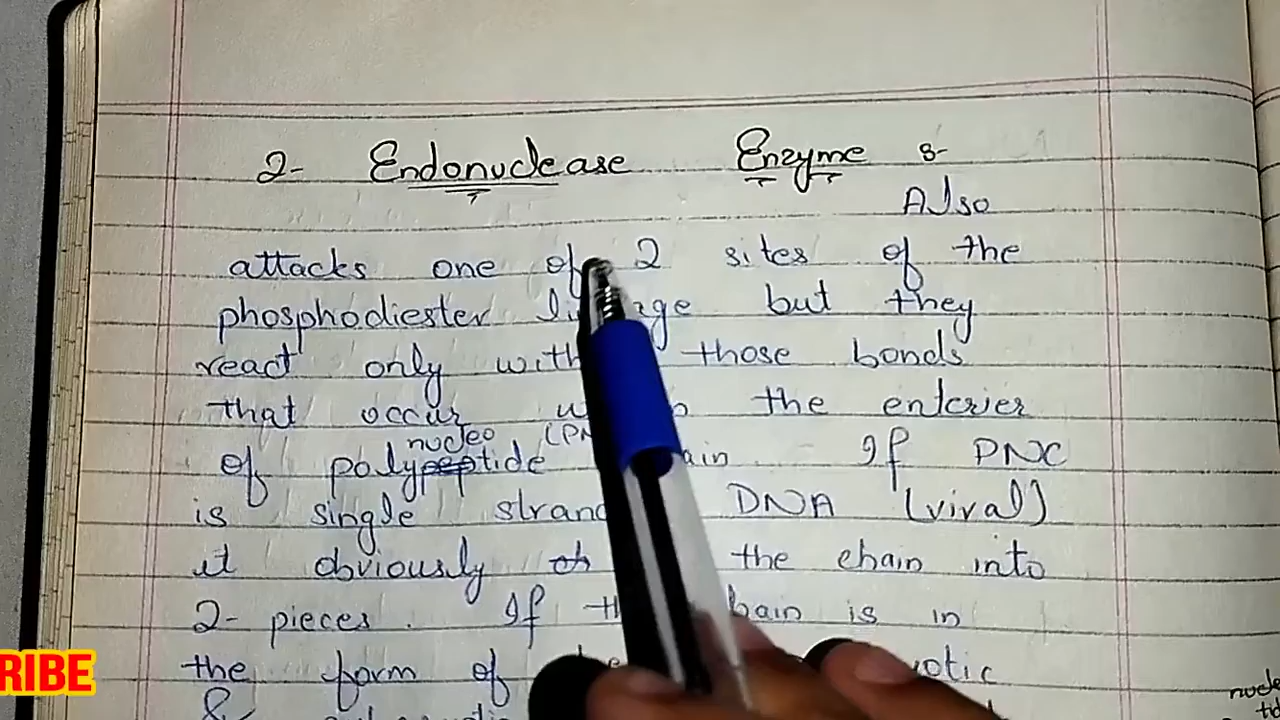 2- Endonuclease Enzyme :-
Also
attacks one of 2 sites of the
phosphodiester but they
react only with those bonds
that occur the enterier
nucleo
of polypeptide If PNC
is single DNA (viral)
it obviously the chain into
2- pieces. If is in
the form of
&
RIBE